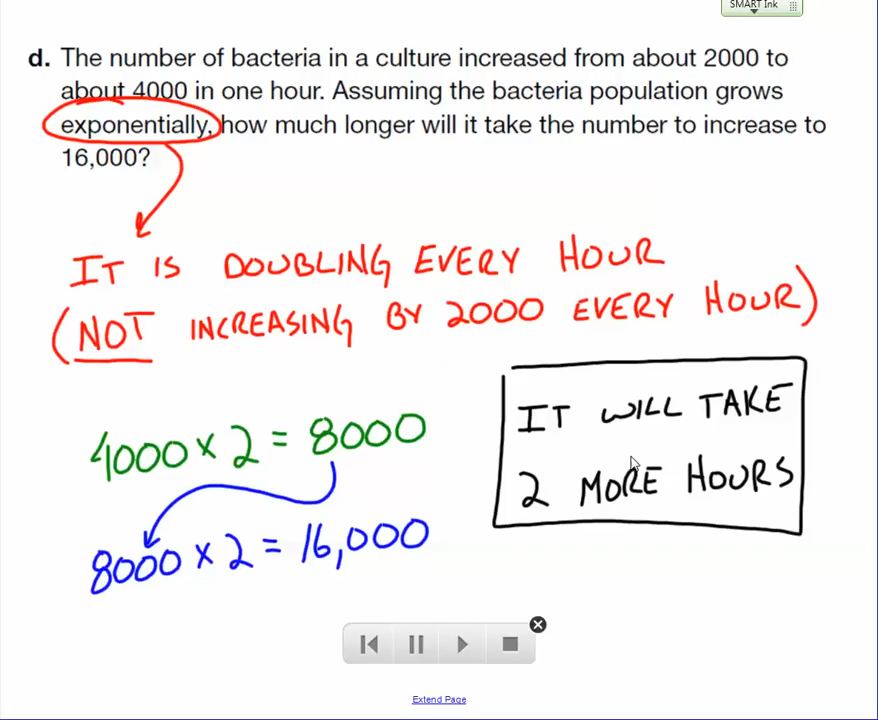 SMART Ink
d. The number of bacteria in a culture increased from about 2000 to
about 4000 in one hour. Assuming the bacteria population grows
exponentially, how much longer will it take the number to increase to
16,000?
IT IS DOUBLING EVERY HOUR
(NOT INCREASING BY 2000 EVERY HOUR)
4000 × 2 = 8000
8000 × 2 = 16,000
IT WILL TAKE
2 MORE HOURS
Extend Page